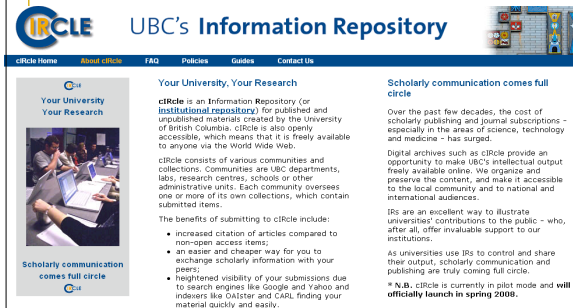 cIRcLE
UBC's Information Repository
cIRcle Home About cIRcle FAQ Policies Guides Contact Us
cIRcLE
Your University
Your Research
Scholarly communication
comes full circle
cIRcLE
Your University, Your Research
cIRcle is an Information Repository (or
institutional repository) for published and
unpublished materials created by the University
of British Columbia. cIRcle is also openly
accessible, which means that it is freely available
to anyone via the World Wide Web.
cIRcle consists of various communities and
collections. Communities are UBC departments,
labs, research centres, schools or other
administrative units. Each community oversees
one or more of its own collections, which contain
submitted items.
The benefits of submitting to cIRcle include:
• increased citation of articles compared to
non-open access items;
• an easier and cheaper way for you to
exchange scholarly information with your
peers;
• heightened visibility of your submissions due
to search engines like Google and Yahoo and
indexers like OAIster and CARL finding your
material quickly and easily.
Scholarly communication comes full
circle
Over the past few decades, the cost of
scholarly publishing and journal subscriptions -
especially in the areas of science, technology
and medicine - has surged.
Digital archives such as cIRcle provide an
opportunity to make UBC's intellectual output
freely available online. We organize and
preserve the content, and make it accessible
to the local community and to national and
international audiences.
IRs are an excellent way to illustrate
universities' contributions to the public - who,
after all, offer invaluable support to our
institutions.
As universities use IRs to control and share
their output, scholarly communication and
publishing are truly coming full circle.
* N.B. cIRcle is currently in pilot mode and will
officially launch in spring 2008.